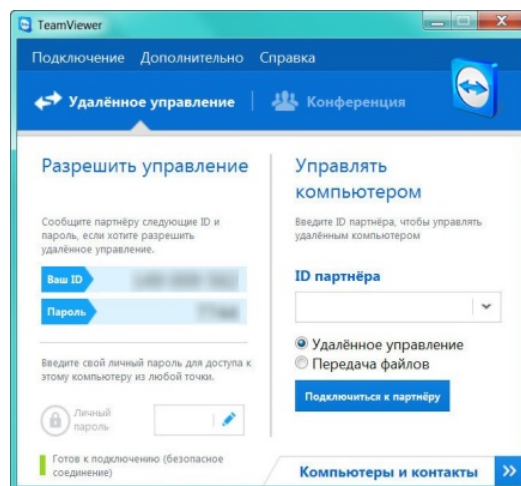 TeamViewer
Подключение Дополнительно Справка
Удалённое управление
Конференция
Разрешить управление
Сообщите партнёру следующие ID и
пароль, если хотите разрешить
удалённое управление.
Ваш ID
Пароль
Введите свой личный пароль для доступа к
этому компьютеру из любой точки.
Личный
пароль
Готов к подключению (безопасное
соединение)
Управлять
компьютером
Введите ID партнёра, чтобы управлять
удалённым компьютером
ID партнёра
Удалённое управление
Передача файлов
Подключиться к партнёру
Компьютеры и контакты